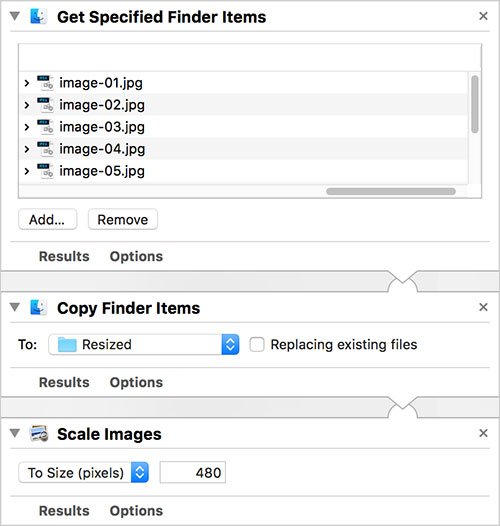 Get Specified Finder Items
image-01.jpg
image-02.jpg
image-03.jpg
image-04.jpg
image-05.jpg
Add... Remove
Results Options
Copy Finder Items
To: Resized Replacing existing files
Results Options
Scale Images
To Size (pixels) 480
Results Options